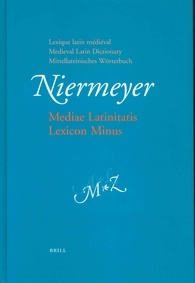 Lexique latin médiéval
Medieval Latin Dictionary
Mittellateinisches Wörterbuch
Niermeyer
Mediae Latinitatis
Lexicon Minus
M-Z
BRILL